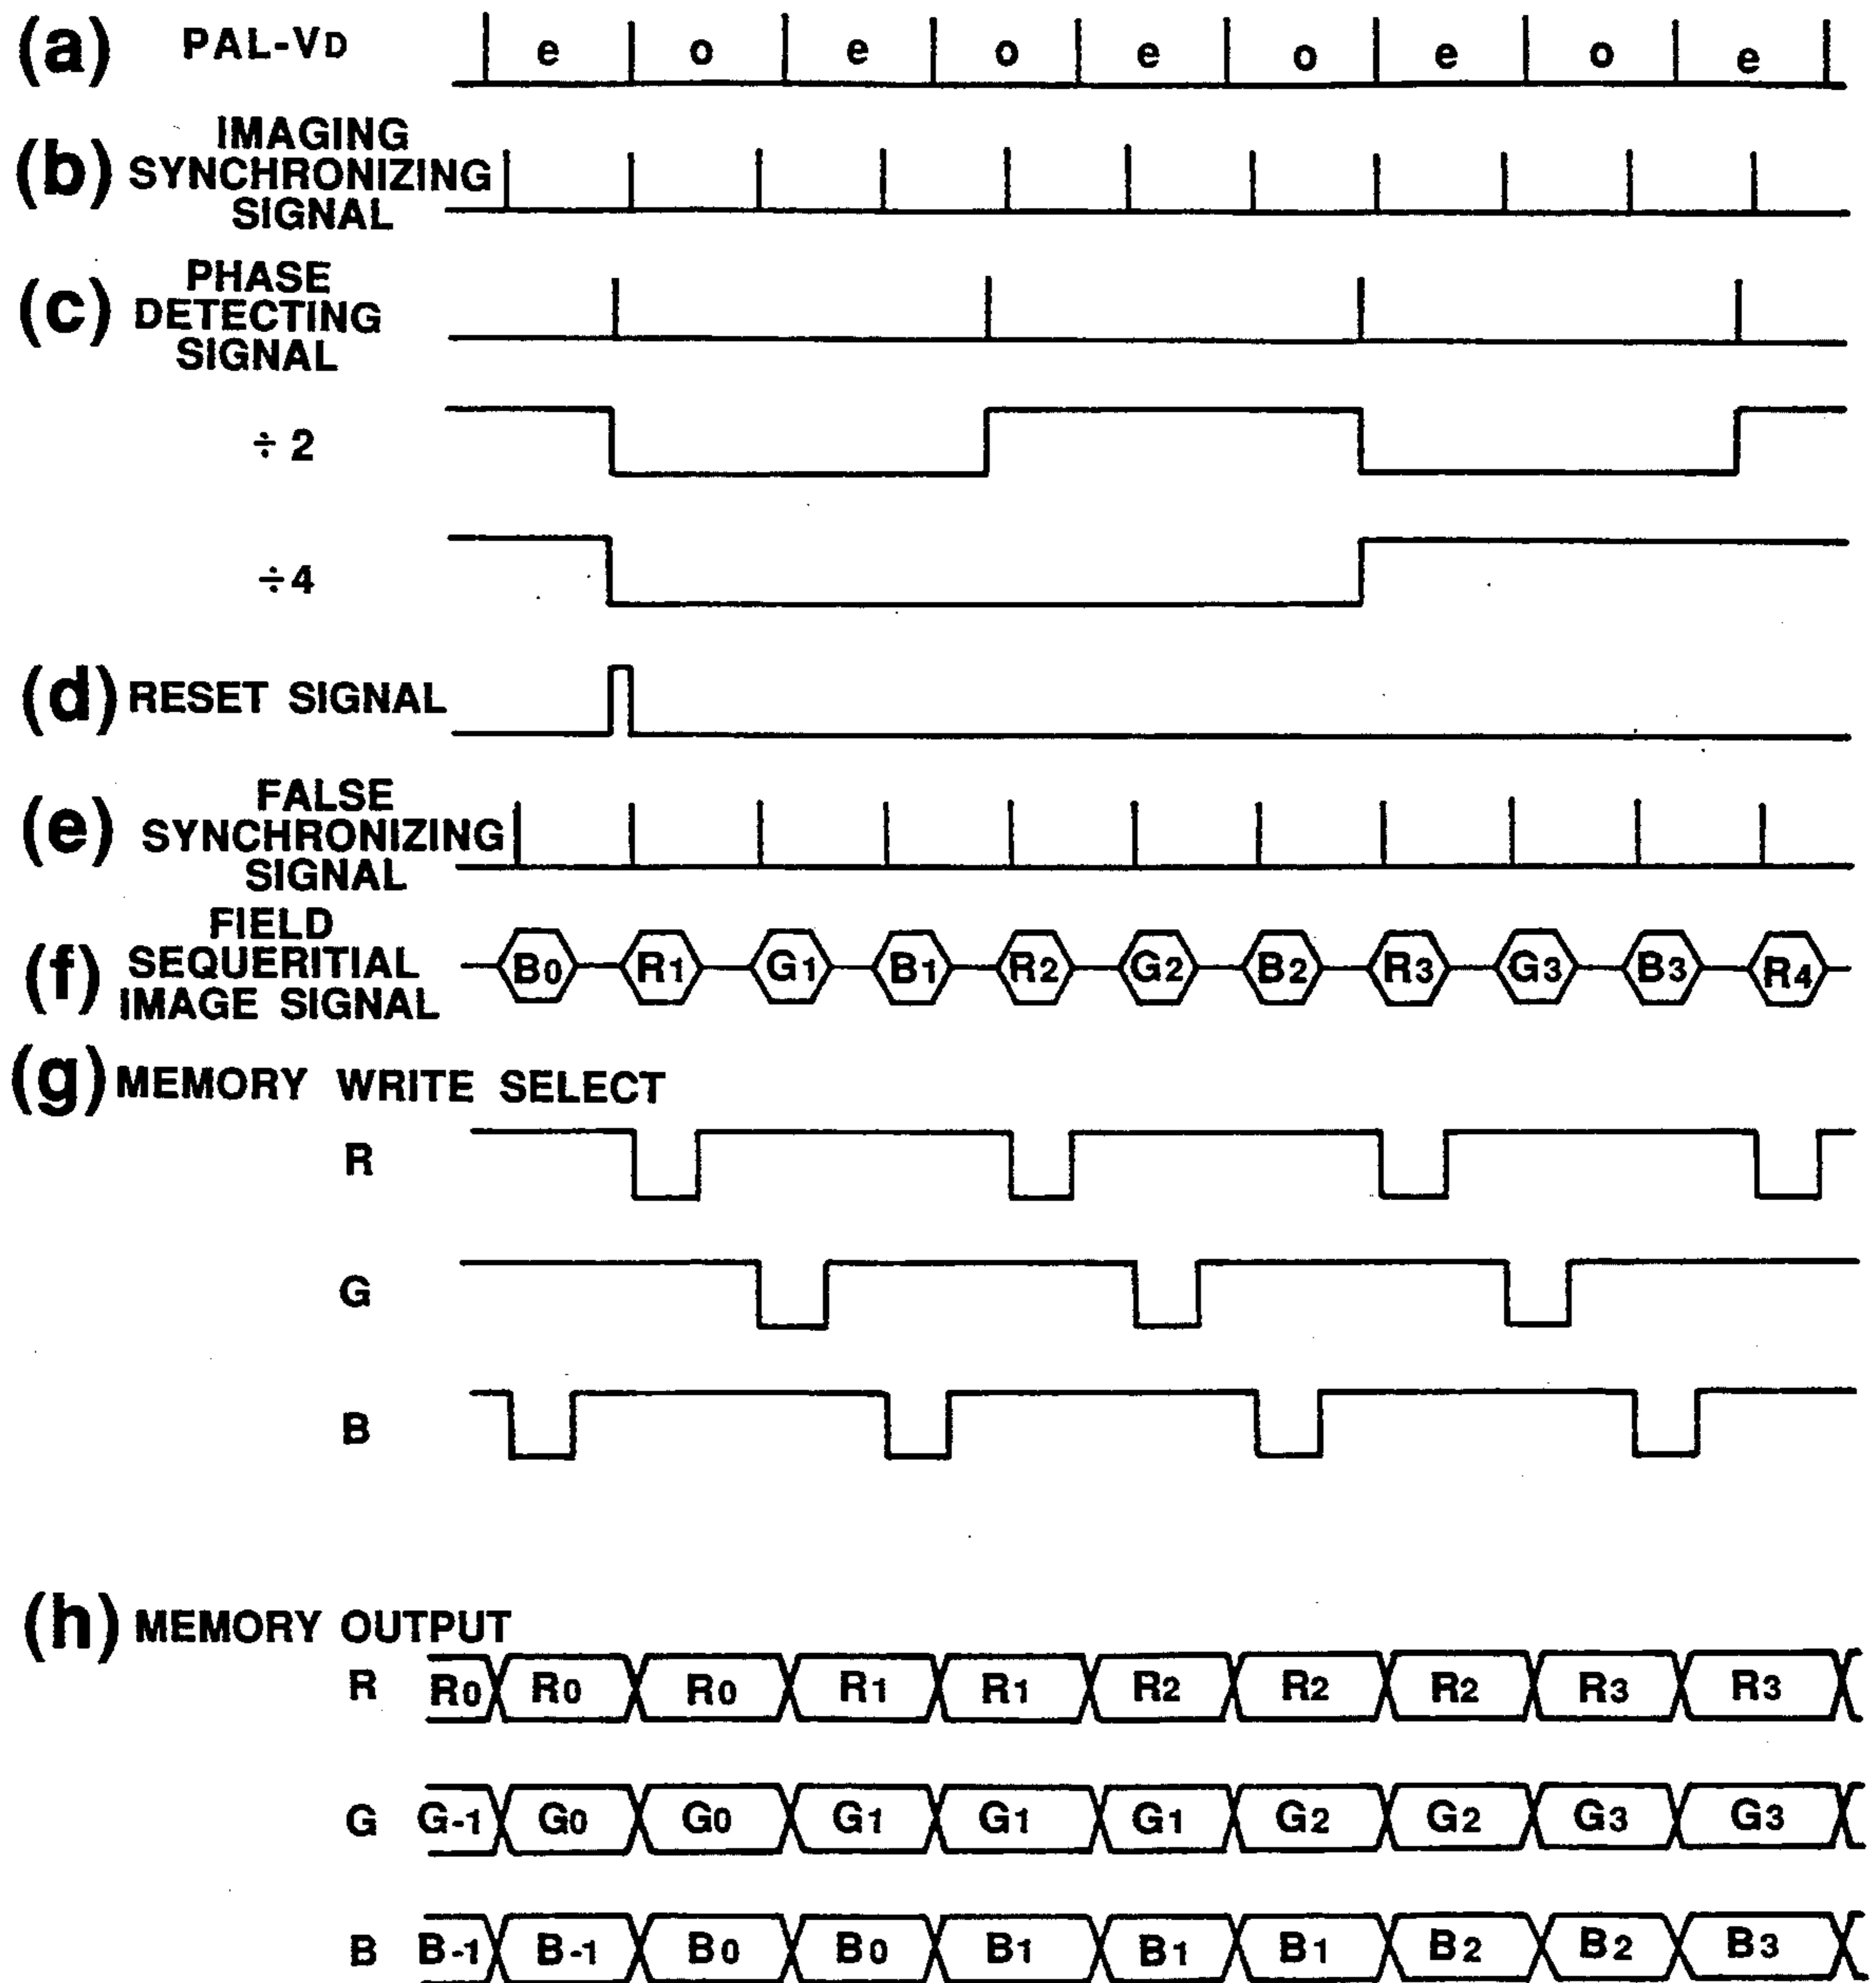 (a) PAL-VD e o e o e o e o e
(b) IMAGING
SYNCHRONIZING
SIGNAL
(c) PHASE
DETECTING
SIGNAL
÷ 2
÷4
(d) RESET SIGNAL
(e) FALSE
SYNCHRONIZING
SIGNAL
(f) FIELD
SEQUERITIAL
IMAGE SIGNAL
B0 R1 G1 B1 R2 G2 B2 R3 G3 B3 R4
(g) MEMORY WRITE SELECT
R
G
B
(h) MEMORY OUTPUT
R R0 R0 R0 R1 R1 R2 R2 R2 R3 R3
G G-1 G0 G0 G1 G1 G1 G2 G2 G3 G3
B B-1 B-1 B0 B0 B1 B1 B1 B2 B2 B3